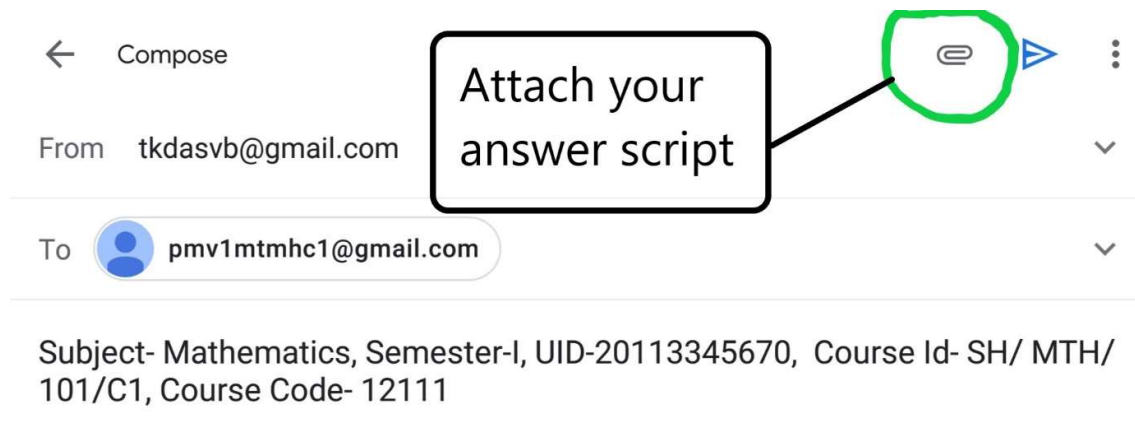 Compose
Attach your
answer script
From tkdasvb@gmail.com
To pmv1mtmhc1@gmail.com
Subject- Mathematics, Semester-I, UID-20113345670, Course Id- SH/ MTH/
101/C1, Course Code- 12111